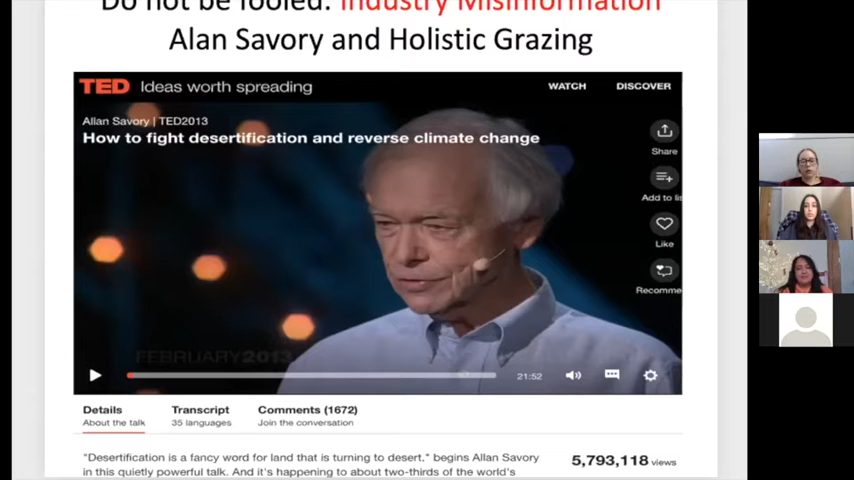 Do not be fooled: Industry Misinformation
Alan Savory and Holistic Grazing
TED Ideas worth spreading
WATCH DISCOVER
Allan Savory | TED2013
How to fight desertification and reverse climate change
Share
Add to lis
Like
Recomme
FEBRUARY 2013
21:52
Details Transcript Comments (1672)
About the talk 35 languages Join the conversation
"Desertification is a fancy word for land that is turning to desert," begins Allan Savory
in this quietly powerful talk. And it's happening to about two-thirds of the world's
5,793,118 views